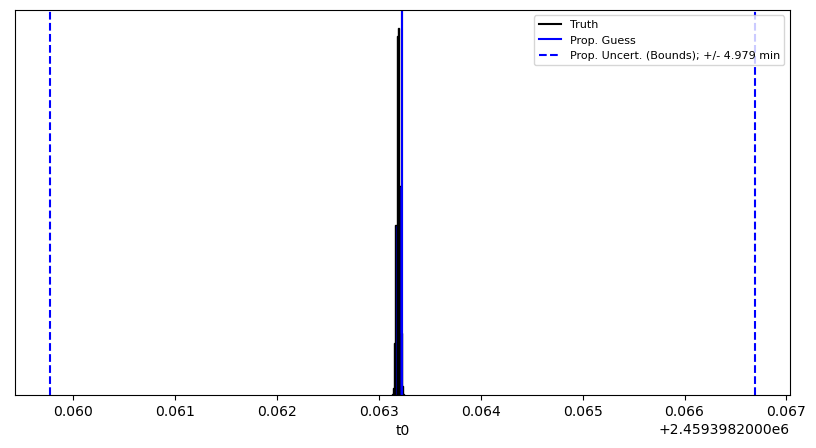 Truth
Prop. Guess
Prop. Uncert. (Bounds); +/- 4.979 min
0.060 0.061 0.062 0.063 0.064 0.065 0.066 0.067
t0
+2.4593982000e6